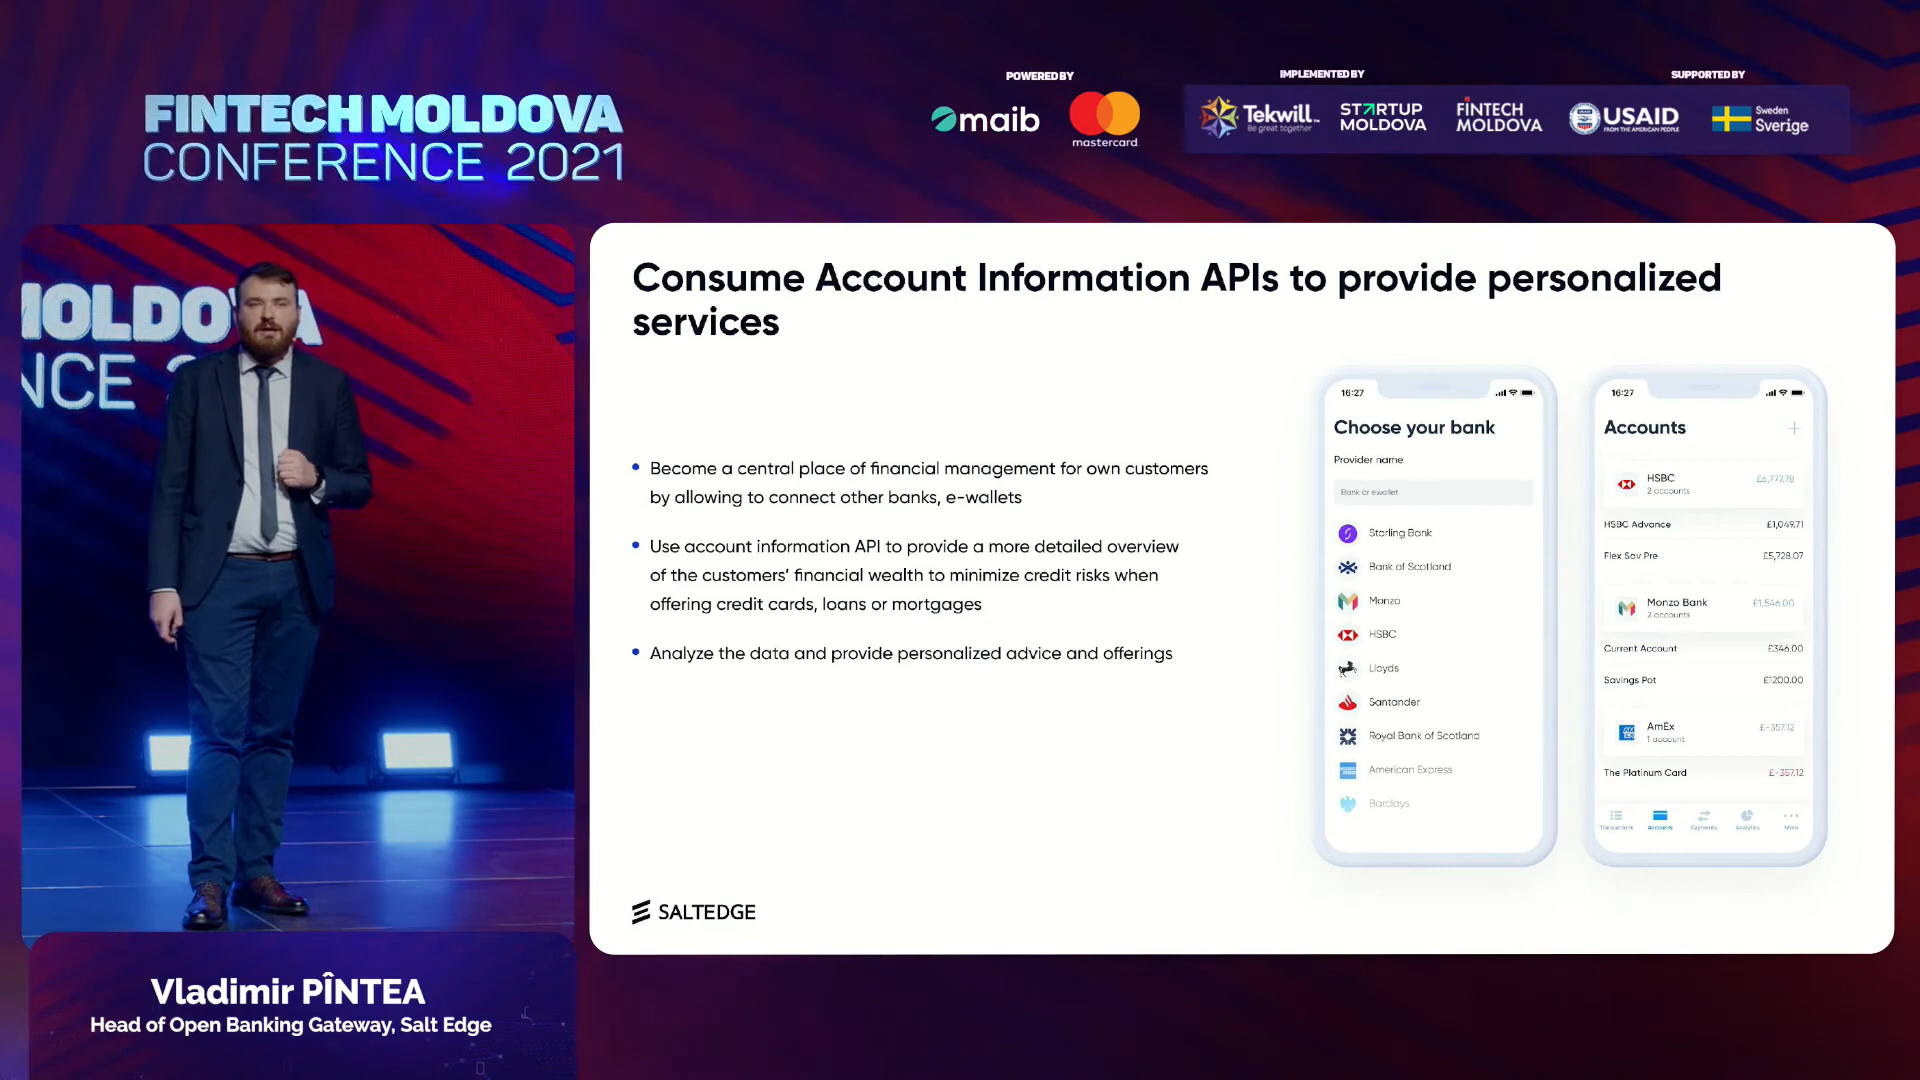 FINTECH MOLDOVA
CONFERENCE 2021
POWERED BY
maib
mastercard.
IMPLEMENTED BY
Tekwill
Be great together
STARTUP
MOLDOVA
FINTECH
MOLDOVA
SUPPORTED BY
USAID
FROM THE AMERICAN PEOPLE
Sweden
Sverige
MOLDO A
NCE 2
Vladimir PÎNTEA
Head of Open Banking Gateway, Salt Edge
Consume Account Information APIs to provide personalized
services
• Become a central place of financial management for own customers
by allowing to connect other banks, e-wallets
• Use account information API to provide a more detailed overview
of the customers’ financial wealth to minimize credit risks when
offering credit cards, loans or mortgages
• Analyze the data and provide personalized advice and offerings
SALTEDGE
16:27
Choose your bank
Provider name
Bank or ewallet
Starling Bank
Bank of Scotland
Monzo
HSBC
Lloyds
Santander
Royal Bank of Scotland
American Express
Barclays
16:27
Accounts +
HSBC £6,777.78
2 accounts
HSBC Advance £1,049.71
Flex Sav Pre £5,728.07
Monzo Bank £1,546.00
2 accounts
Current Account £346.00
Savings Pot £1200.00
AmEx £-357.12
1 account
The Platinum Card £-357.12
Transactions Accounts Payments Analytics More